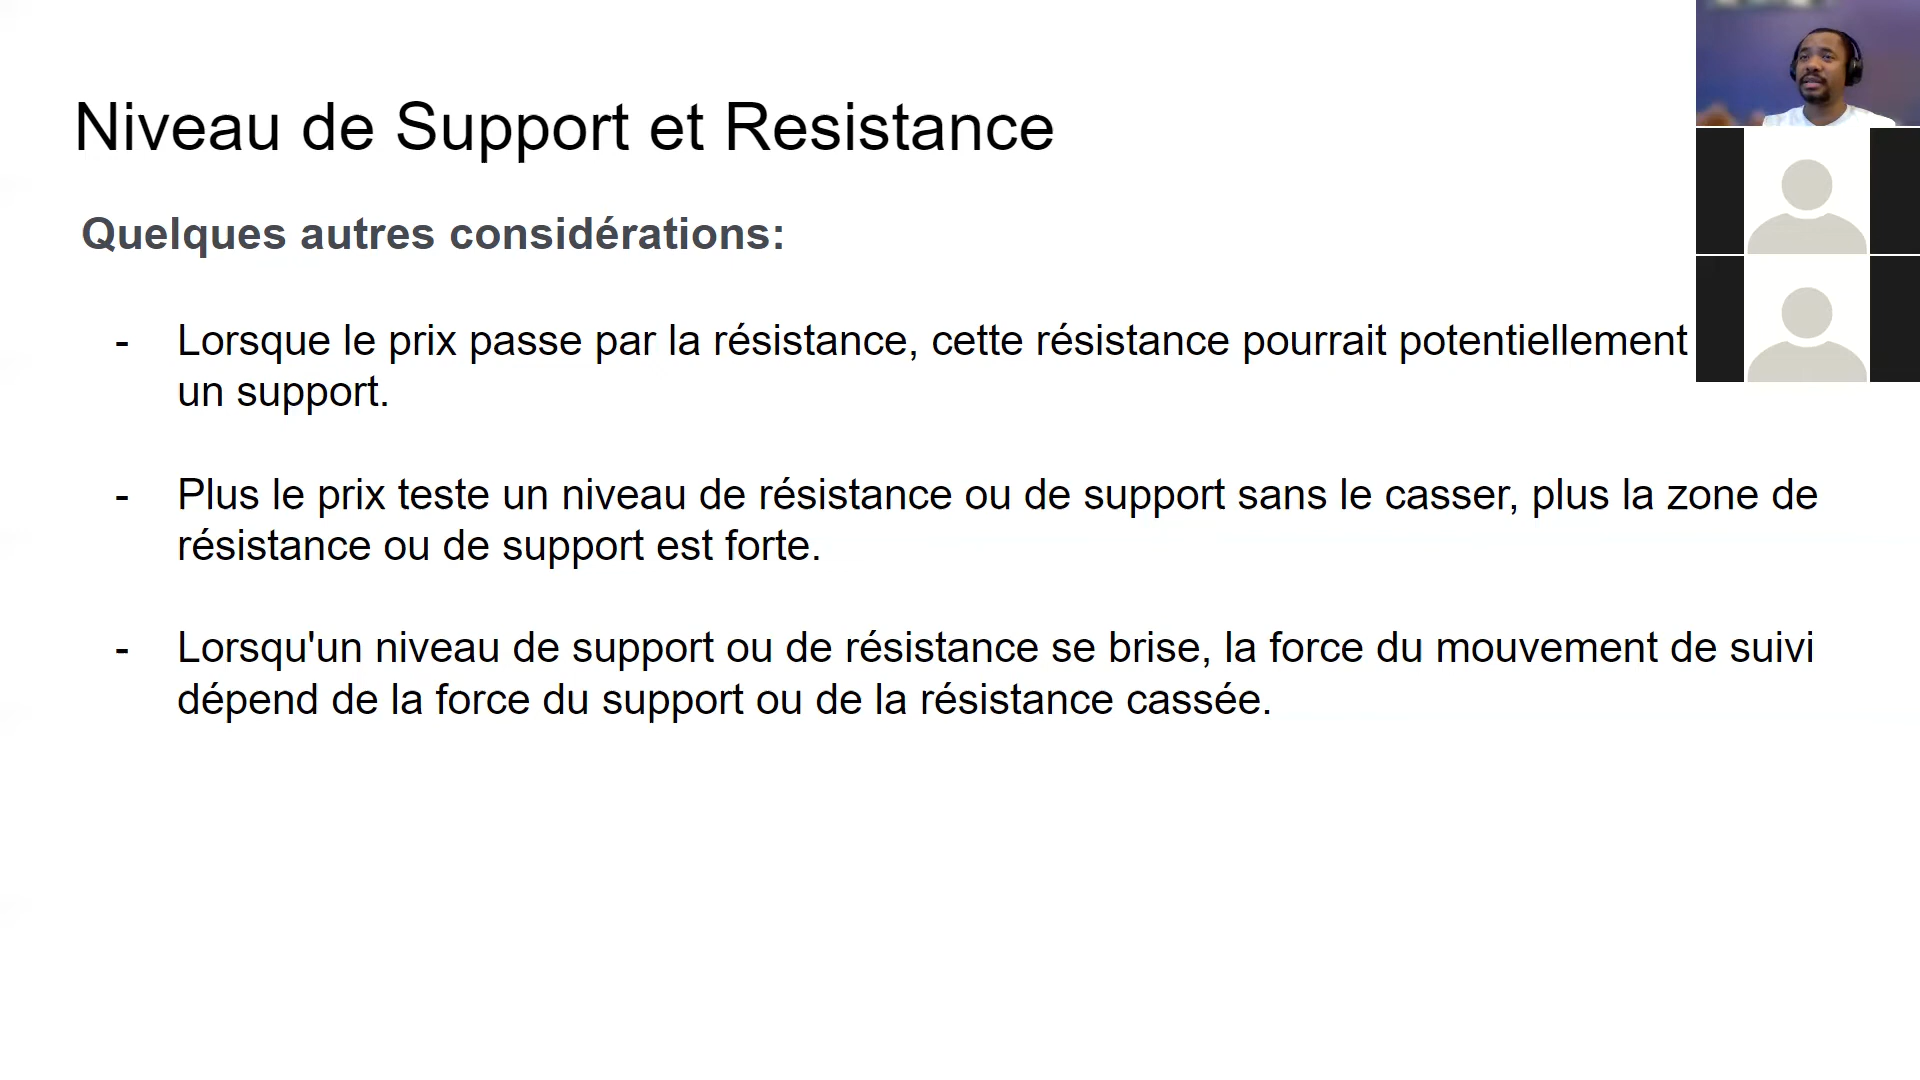 Niveau de Support et Resistance
Quelques autres considérations:
- Lorsque le prix passe par la résistance, cette résistance pourrait potentiellement
un support.
- Plus le prix teste un niveau de résistance ou de support sans le casser, plus la zone de
résistance ou de support est forte.
- Lorsqu'un niveau de support ou de résistance se brise, la force du mouvement de suivi
dépend de la force du support ou de la résistance cassée.